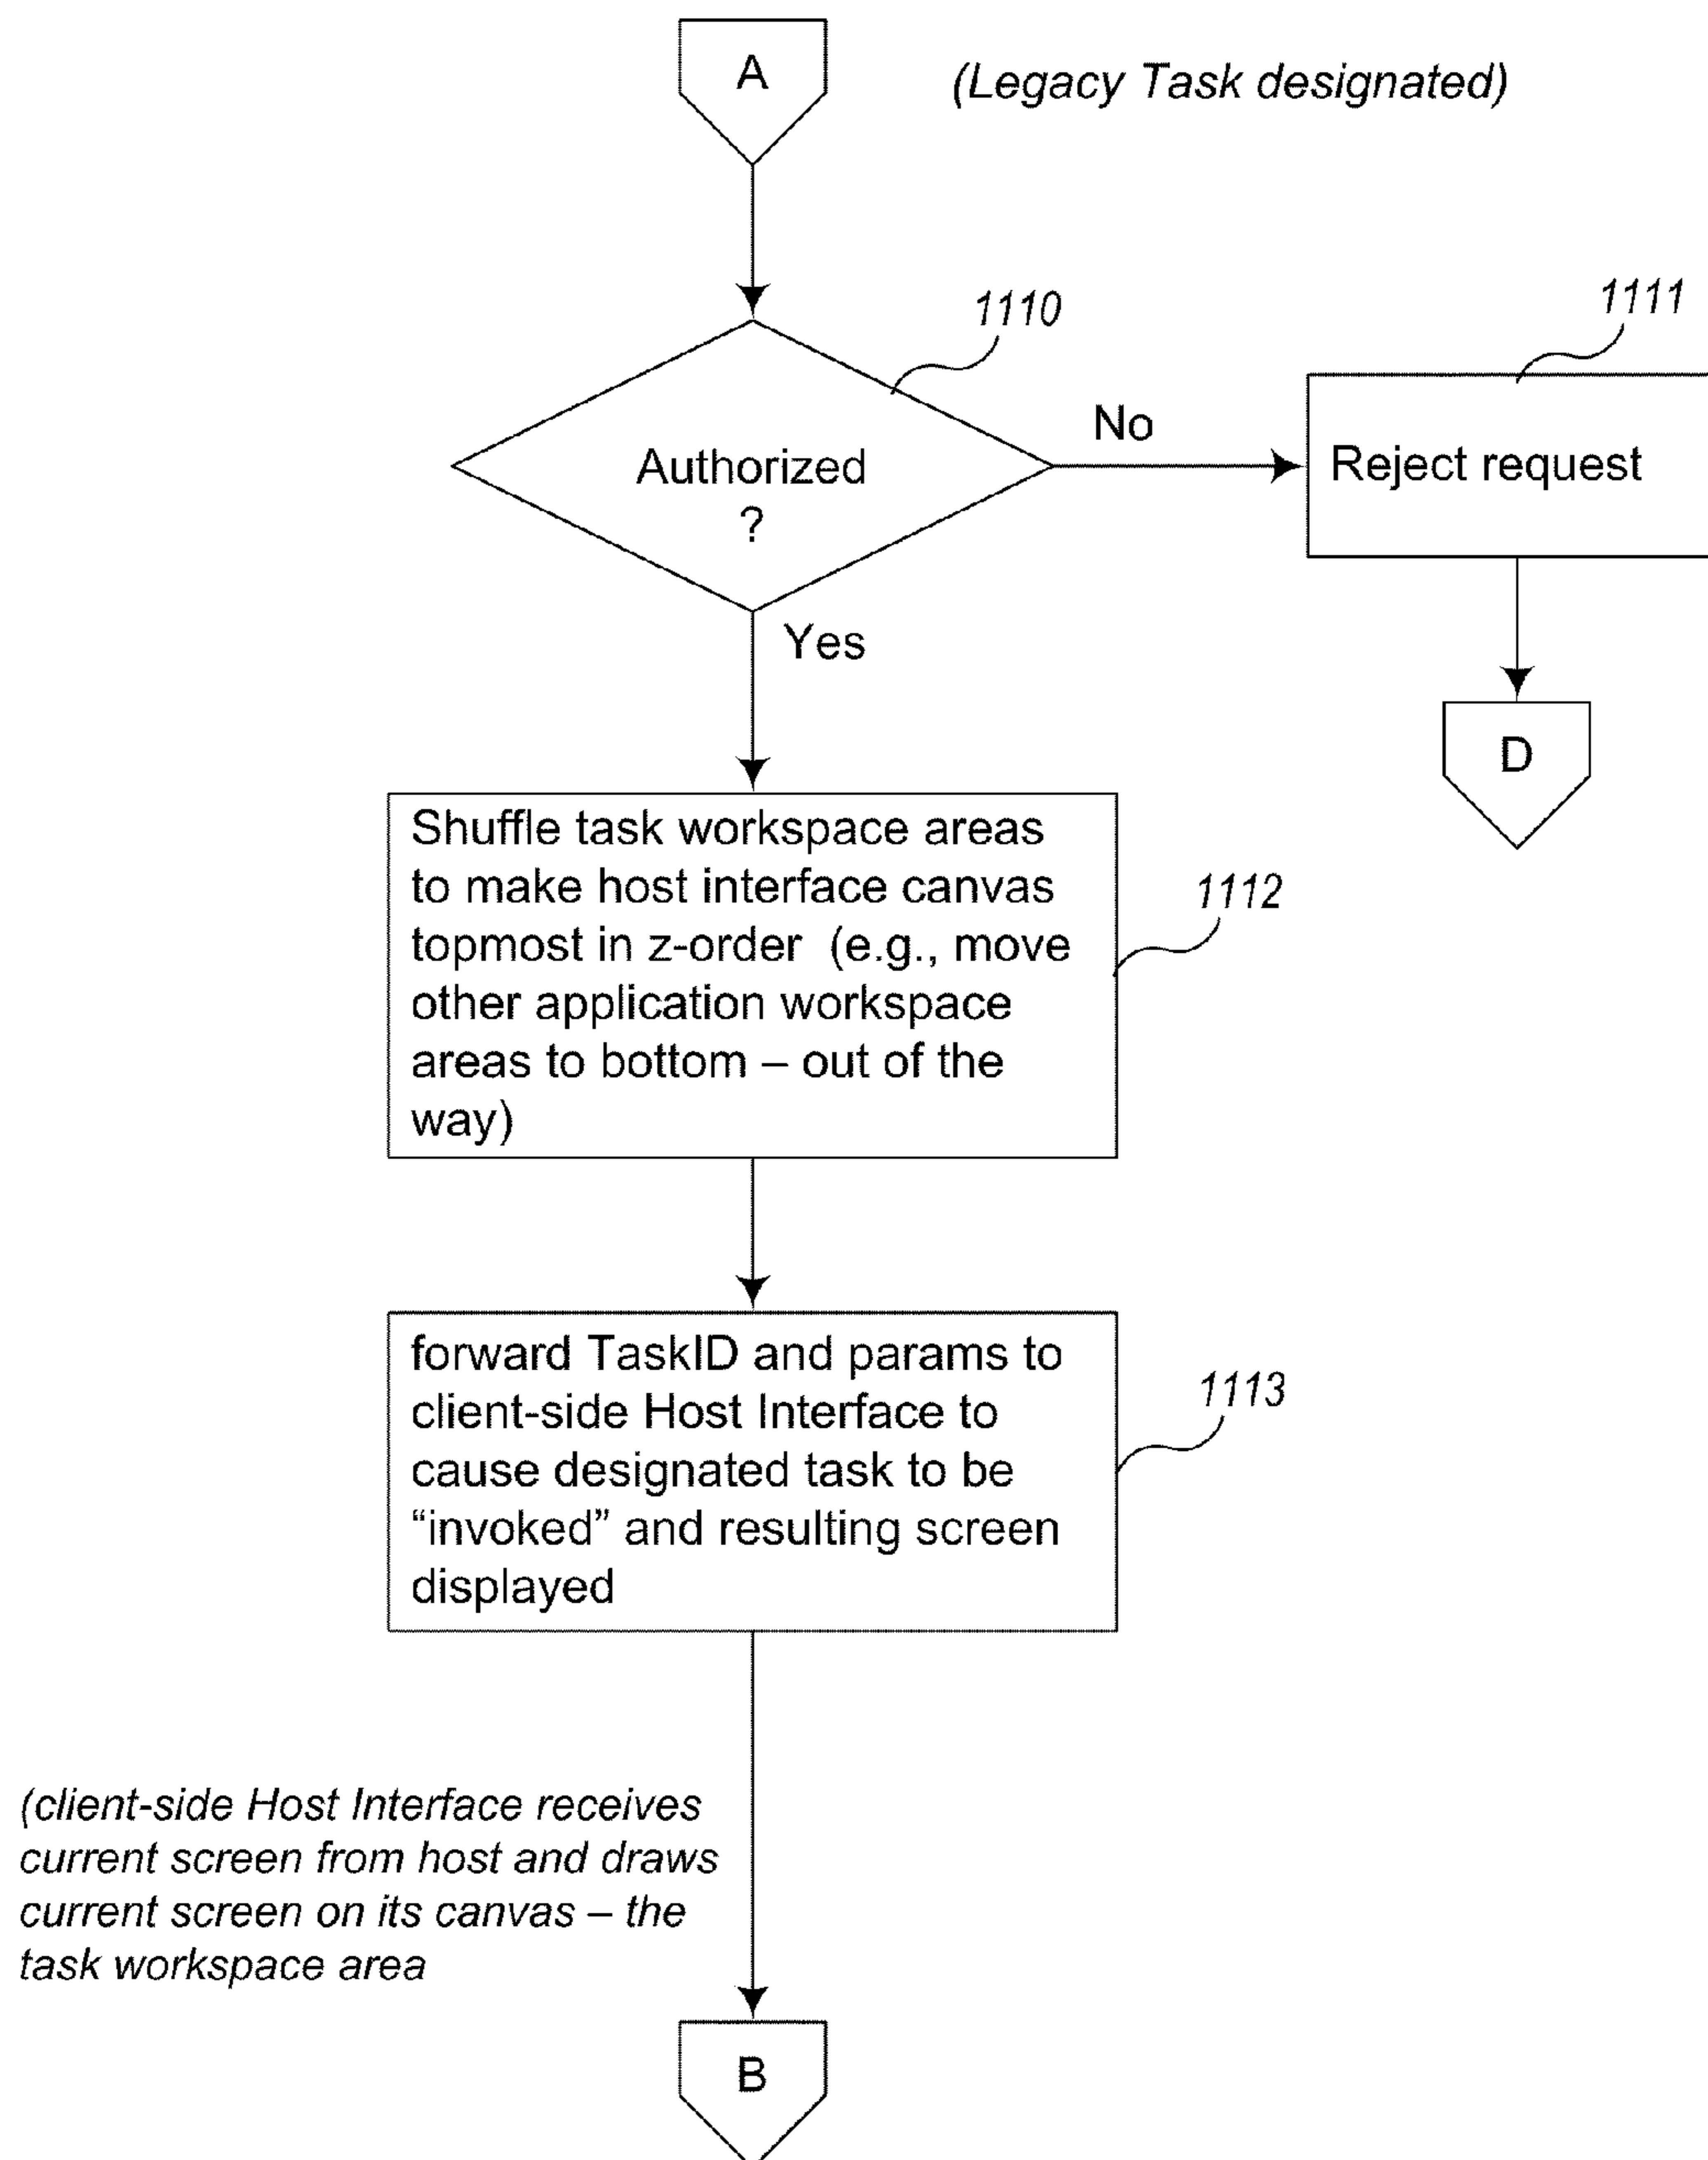 A
(Legacy Task designated)
1110
1111
Authorized
?
No
Reject request
Yes
D
Shuffle task workspace areas
to make host interface canvas
topmost in z-order (e.g., move
other application workspace
areas to bottom – out of the
way)
1112
forward TaskID and params to
client-side Host Interface to
cause designated task to be
“invoked” and resulting screen
displayed
1113
(client-side Host Interface receives
current screen from host and draws
current screen on its canvas – the
task workspace area
B